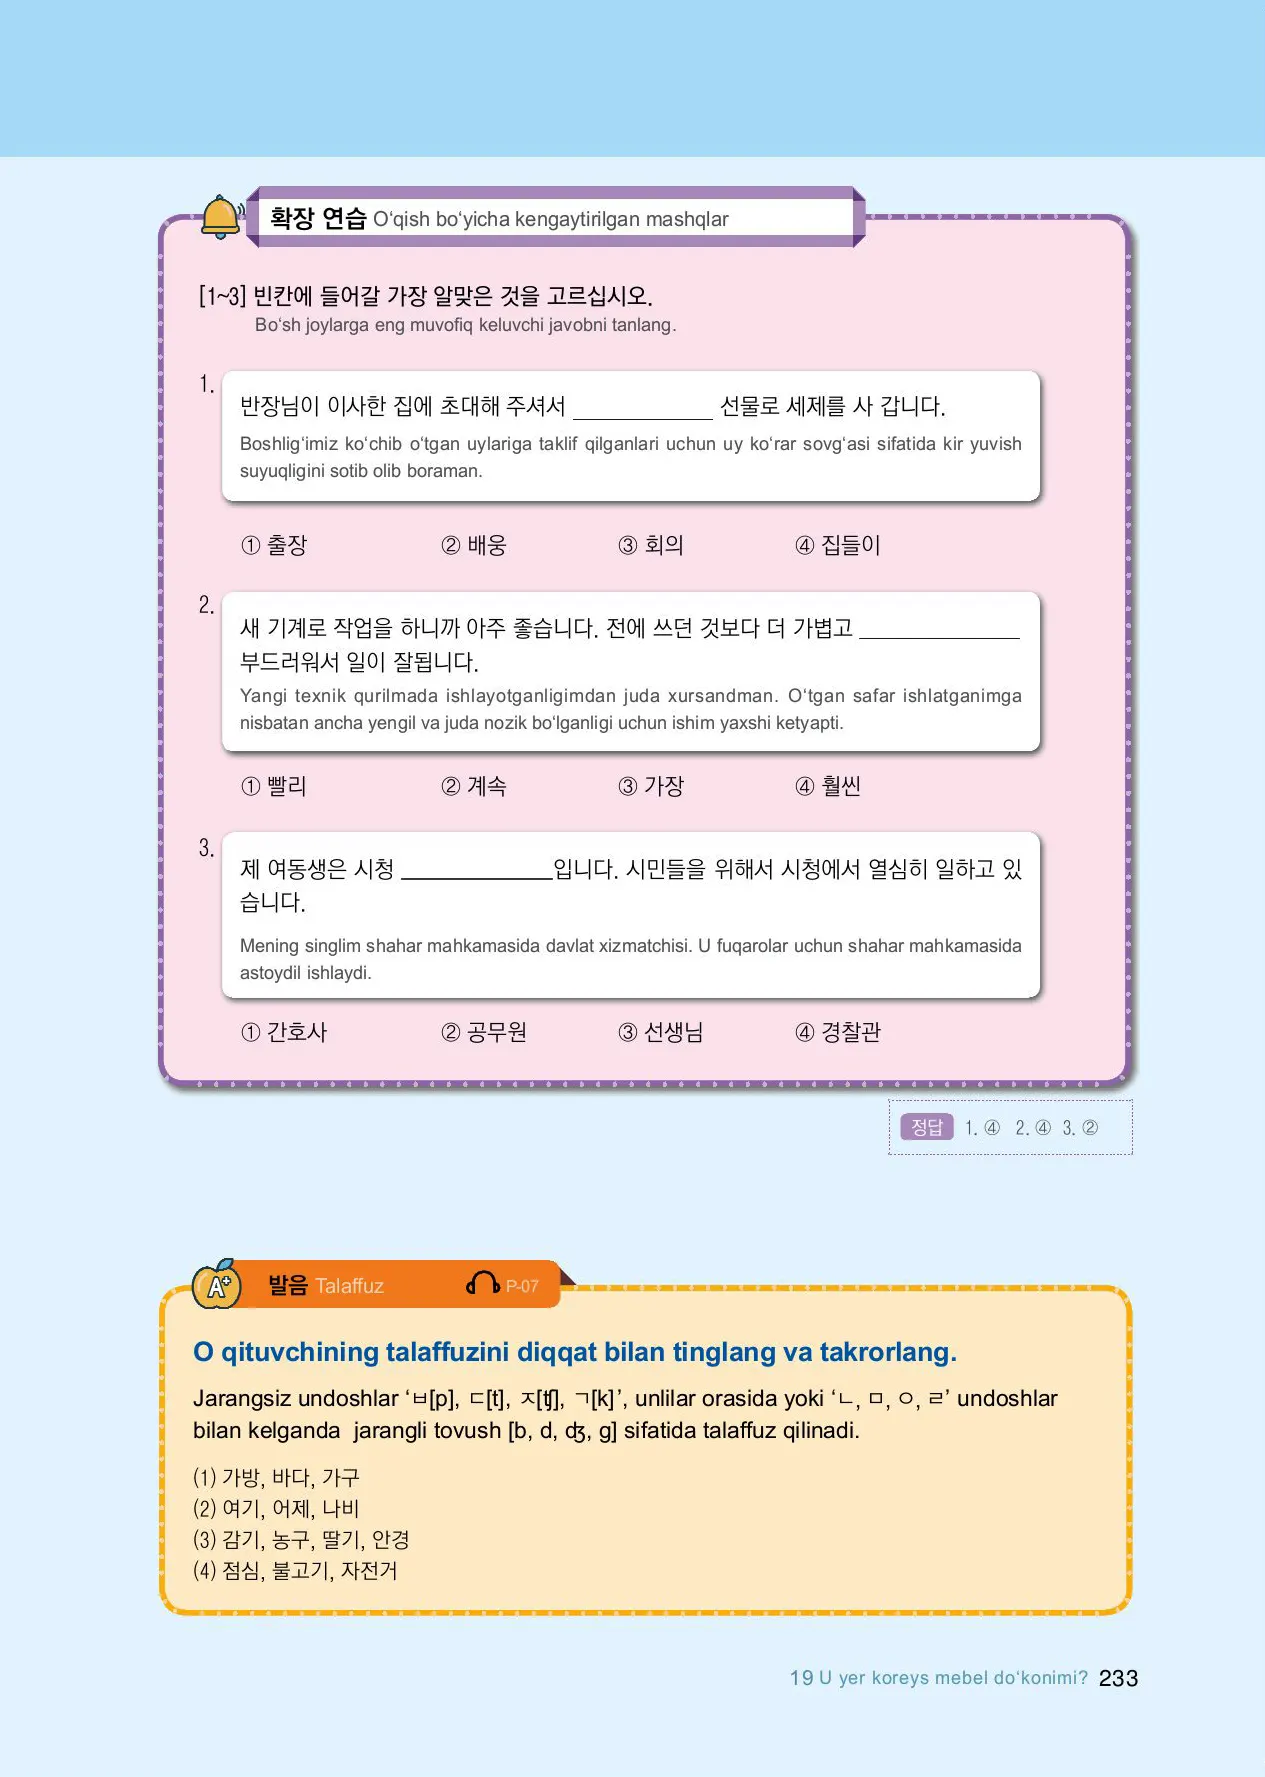 확장 연습 O‘qish bo‘yicha kengaytirilgan mashqlar
[1~3] 빈칸에 들어갈 가장 알맞은 것을 고르십시오.
Bo‘sh joylarga eng muvofiq keluvchi javobni tanlang.
1.
반장님이 이사한 집에 초대해 주셔서 ____________ 선물로 세제를 사 갑니다.
Boshlig‘imiz ko‘chib o‘tgan uylariga taklif qilganlari uchun uy ko‘rar sovg‘asi sifatida kir yuvish
suyuqligini sotib olib boraman.
① 출장 ② 배웅 ③ 회의 ④ 집들이
2.
새 기계로 작업을 하니까 아주 좋습니다. 전에 쓰던 것보다 더 가볍고 ______________
부드러워서 일이 잘됩니다.
Yangi texnik qurilmada ishlayotganligimdan juda xursandman. O‘tgan safar ishlatganimga
nisbatan ancha yengil va juda nozik bo‘lganligi uchun ishim yaxshi ketyapti.
① 빨리 ② 계속 ③ 가장 ④ 훨씬
3.
제 여동생은 시청 _____________입니다. 시민들을 위해서 시청에서 열심히 일하고 있
습니다.
Mening singlim shahar mahkamasida davlat xizmatchisi. U fuqarolar uchun shahar mahkamasida
astoydil ishlaydi.
① 간호사 ② 공무원 ③ 선생님 ④ 경찰관
정답 1. ④ 2. ④ 3. ②
A+ 발음 Talaffuz P-07
O qituvchining talaffuzini diqqat bilan tinglang va takrorlang.
Jarangsiz undoshlar ‘ㅂ[p], ㄷ[t], ㅈ[ʧ], ㄱ[k]’, unlilar orasida yoki ‘ㄴ, ㅁ, ㅇ, ㄹ’ undoshlar
bilan kelganda jarangli tovush [b, d, ʤ, g] sifatida talaffuz qilinadi.
(1) 가방, 바다, 가구
(2) 여기, 어제, 나비
(3) 감기, 농구, 딸기, 안경
(4) 점심, 불고기, 자전거
19 U yer koreys mebel do‘konimi? 233